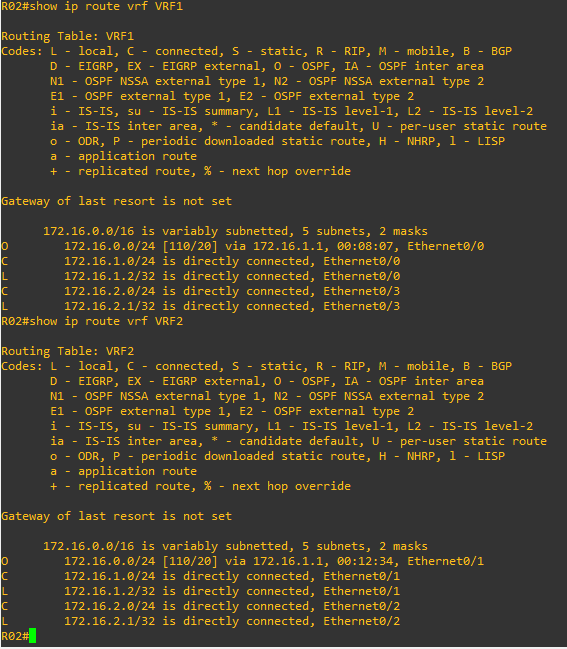 R02#show ip route vrf VRF1

Routing Table: VRF1
Codes: L - local, C - connected, S - static, R - RIP, M - mobile, B - BGP
       D - EIGRP, EX - EIGRP external, O - OSPF, IA - OSPF inter area
       N1 - OSPF NSSA external type 1, N2 - OSPF NSSA external type 2
       E1 - OSPF external type 1, E2 - OSPF external type 2
       i - IS-IS, su - IS-IS summary, L1 - IS-IS level-1, L2 - IS-IS level-2
       ia - IS-IS inter area, * - candidate default, U - per-user static route
       o - ODR, P - periodic downloaded static route, H - NHRP, l - LISP
       a - application route
       + - replicated route, % - next hop override

Gateway of last resort is not set

      172.16.0.0/16 is variably subnetted, 5 subnets, 2 masks
O        172.16.0.0/24 [110/20] via 172.16.1.1, 00:08:07, Ethernet0/0
C        172.16.1.0/24 is directly connected, Ethernet0/0
L        172.16.1.2/32 is directly connected, Ethernet0/0
C        172.16.2.0/24 is directly connected, Ethernet0/3
L        172.16.2.1/32 is directly connected, Ethernet0/3
R02#show ip route vrf VRF2

Routing Table: VRF2
Codes: L - local, C - connected, S - static, R - RIP, M - mobile, B - BGP
       D - EIGRP, EX - EIGRP external, O - OSPF, IA - OSPF inter area
       N1 - OSPF NSSA external type 1, N2 - OSPF NSSA external type 2
       E1 - OSPF external type 1, E2 - OSPF external type 2
       i - IS-IS, su - IS-IS summary, L1 - IS-IS level-1, L2 - IS-IS level-2
       ia - IS-IS inter area, * - candidate default, U - per-user static route
       o - ODR, P - periodic downloaded static route, H - NHRP, l - LISP
       a - application route
       + - replicated route, % - next hop override

Gateway of last resort is not set

      172.16.0.0/16 is variably subnetted, 5 subnets, 2 masks
O        172.16.0.0/24 [110/20] via 172.16.1.1, 00:12:34, Ethernet0/1
C        172.16.1.0/24 is directly connected, Ethernet0/1
L        172.16.1.2/32 is directly connected, Ethernet0/1
C        172.16.2.0/24 is directly connected, Ethernet0/2
L        172.16.2.1/32 is directly connected, Ethernet0/2
R02#